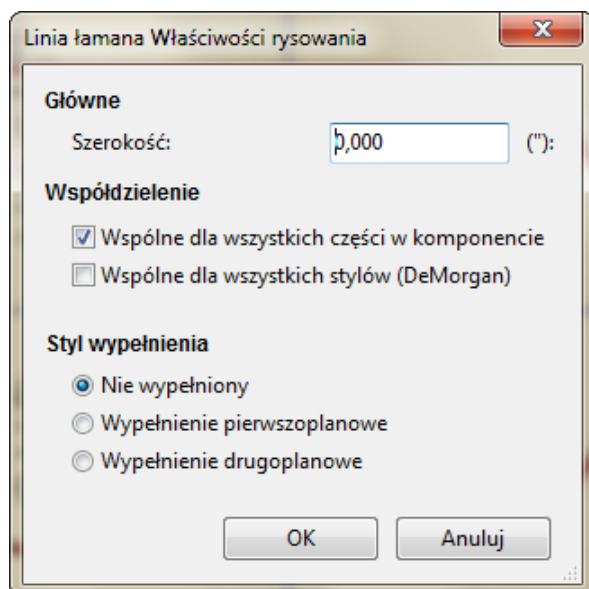 Linia łamana Właściwości rysowania
Główne
Szerokość: 0,000 ("):
Współdzielenie
Wspólne dla wszystkich części w komponencie
Wspólne dla wszystkich stylów (DeMorgan)
Styl wypełnienia
Nie wypełniony
Wypełnienie pierwszoplanowe
Wypełnienie drugoplanowe
OK Anuluj